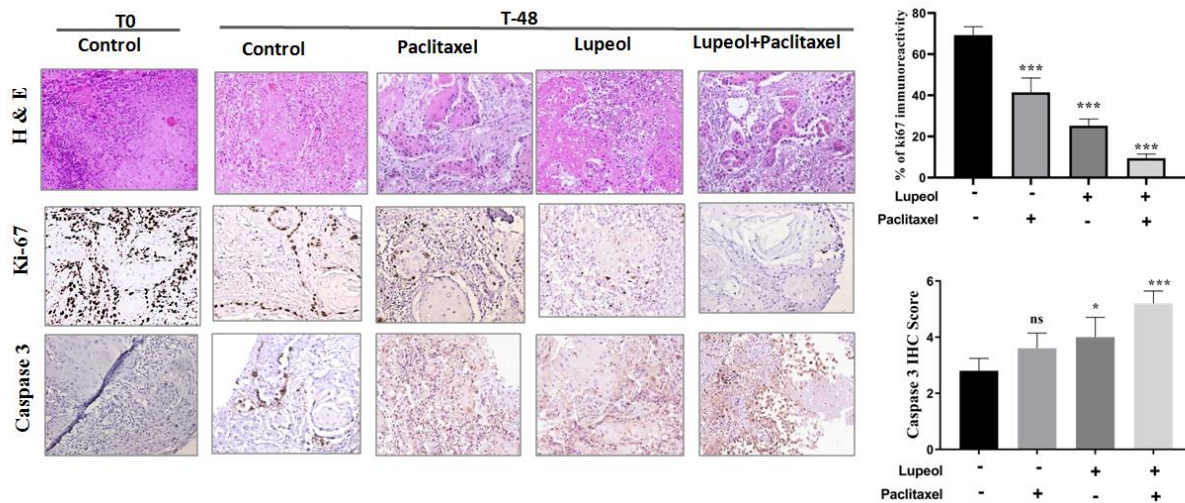 T0
T-48
Control
Control
Paclitaxel
Lupeol
Lupeol+Paclitaxel
H & E
Ki-67
Caspase 3
% of ki67 immunoreactivity
80
60
40
20
0
***
***
***
Lupeol - - + +
Paclitaxel - + - +
Caspase 3 IHC Score
6
4
2
0
ns
*
***
Lupeol - - + +
Paclitaxel - + - +